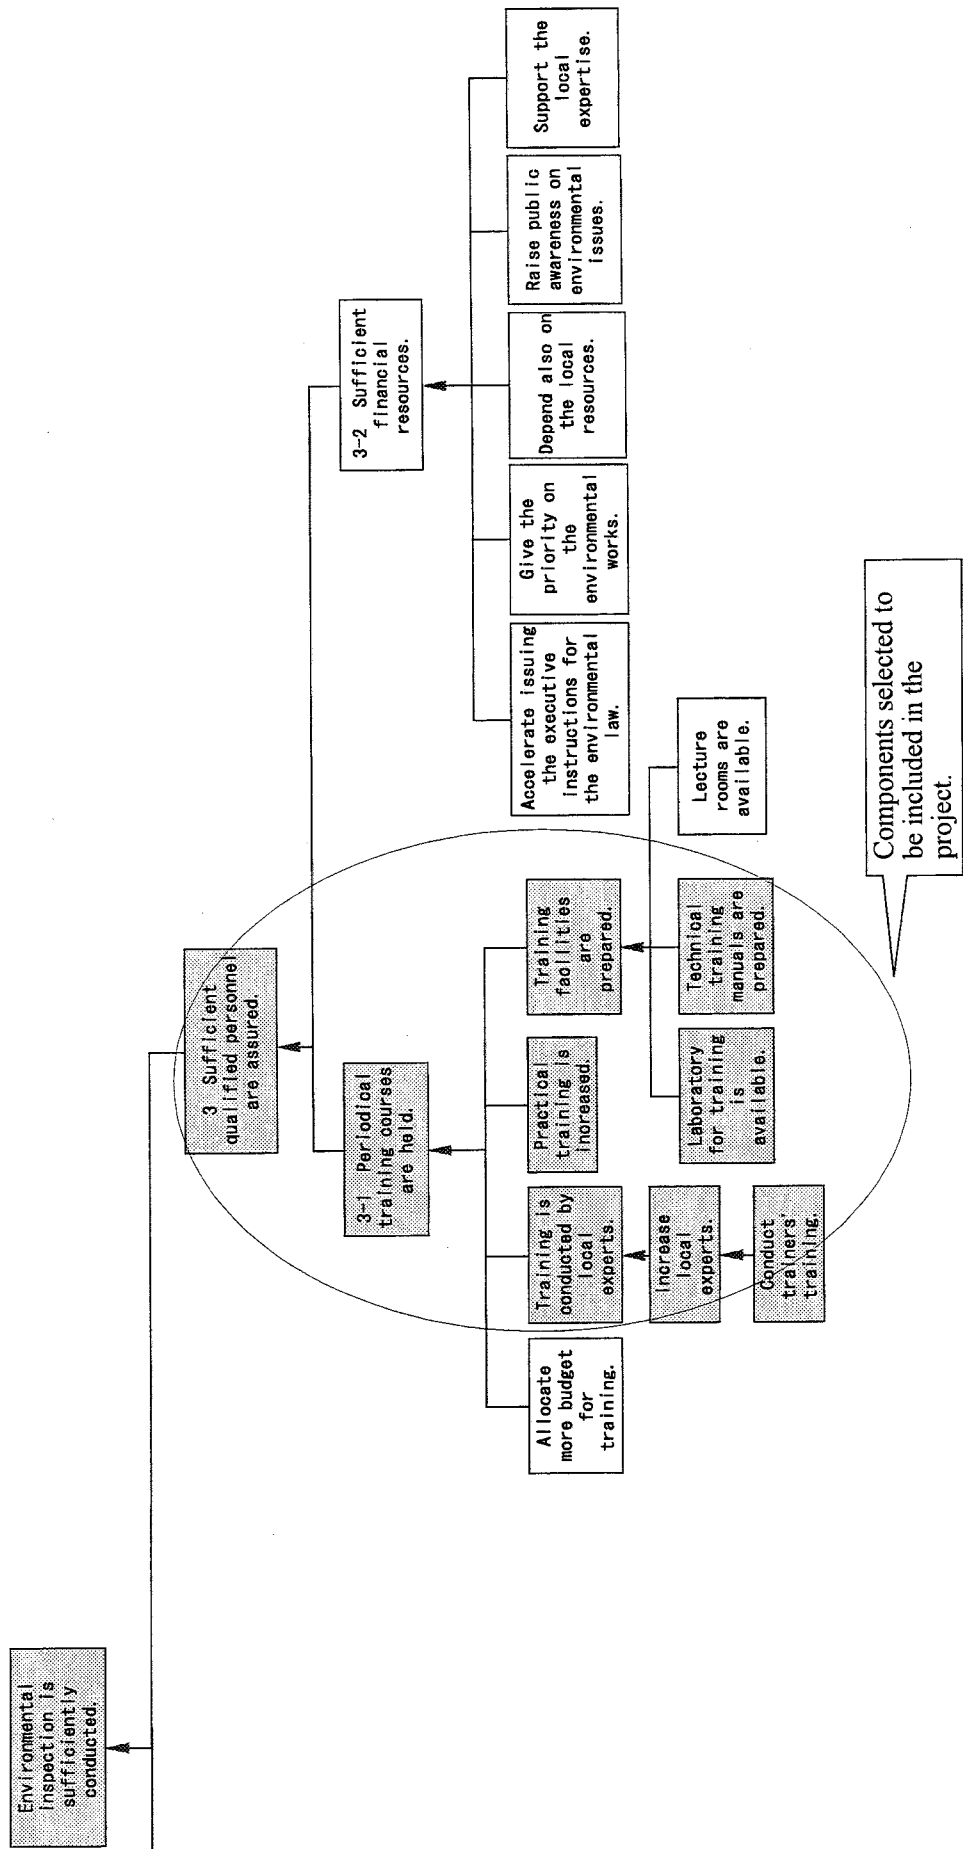 Environmental
inspection is
sufficiently
conducted.
3 Sufficient
qualified personnel
are assured.
3-1 Periodical
training courses
are held.
3-2 Sufficient
financial
resources.
Allocate
more budget
for
training.
Training is
conducted by
local
experts.
Practical
training is
increased.
Training
facilities
are
prepared.
Accelerate issuing
the executive
instructions for
the environmental
law.
Give the
priority on
the
environmental
works.
Depend also on
the local
resources.
Raise public
awareness on
environmental
issues.
Support the
local
expertise.
Increase
local
experts.
Laboratory
for training
is
available.
Technical
training
manuals are
prepared.
Lecture
rooms are
available.
Conduct
trainers'
training.
Components selected to
be included in the
project.